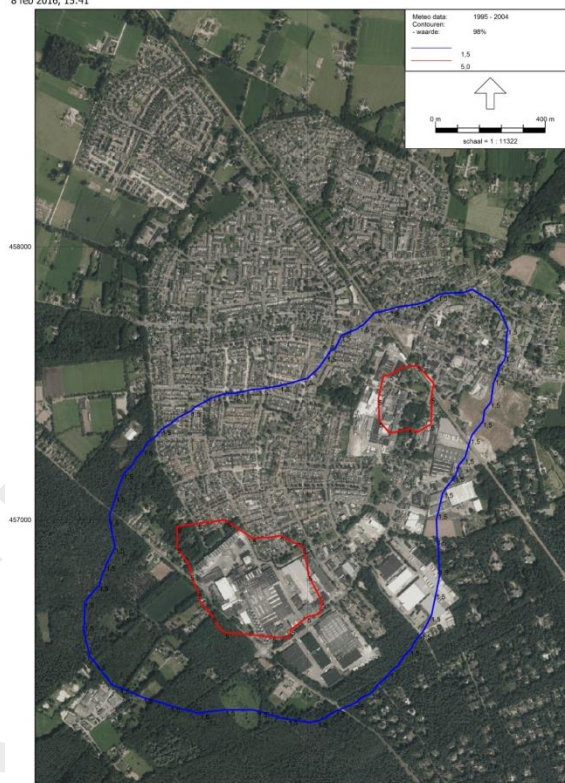 8 feb 2016, 15:41
Meteo data: 1995 - 2004
Contouren:
- waarde: 98%
1,5
5,0
0 m 400 m
schaal = 1 : 11322
458000
457000